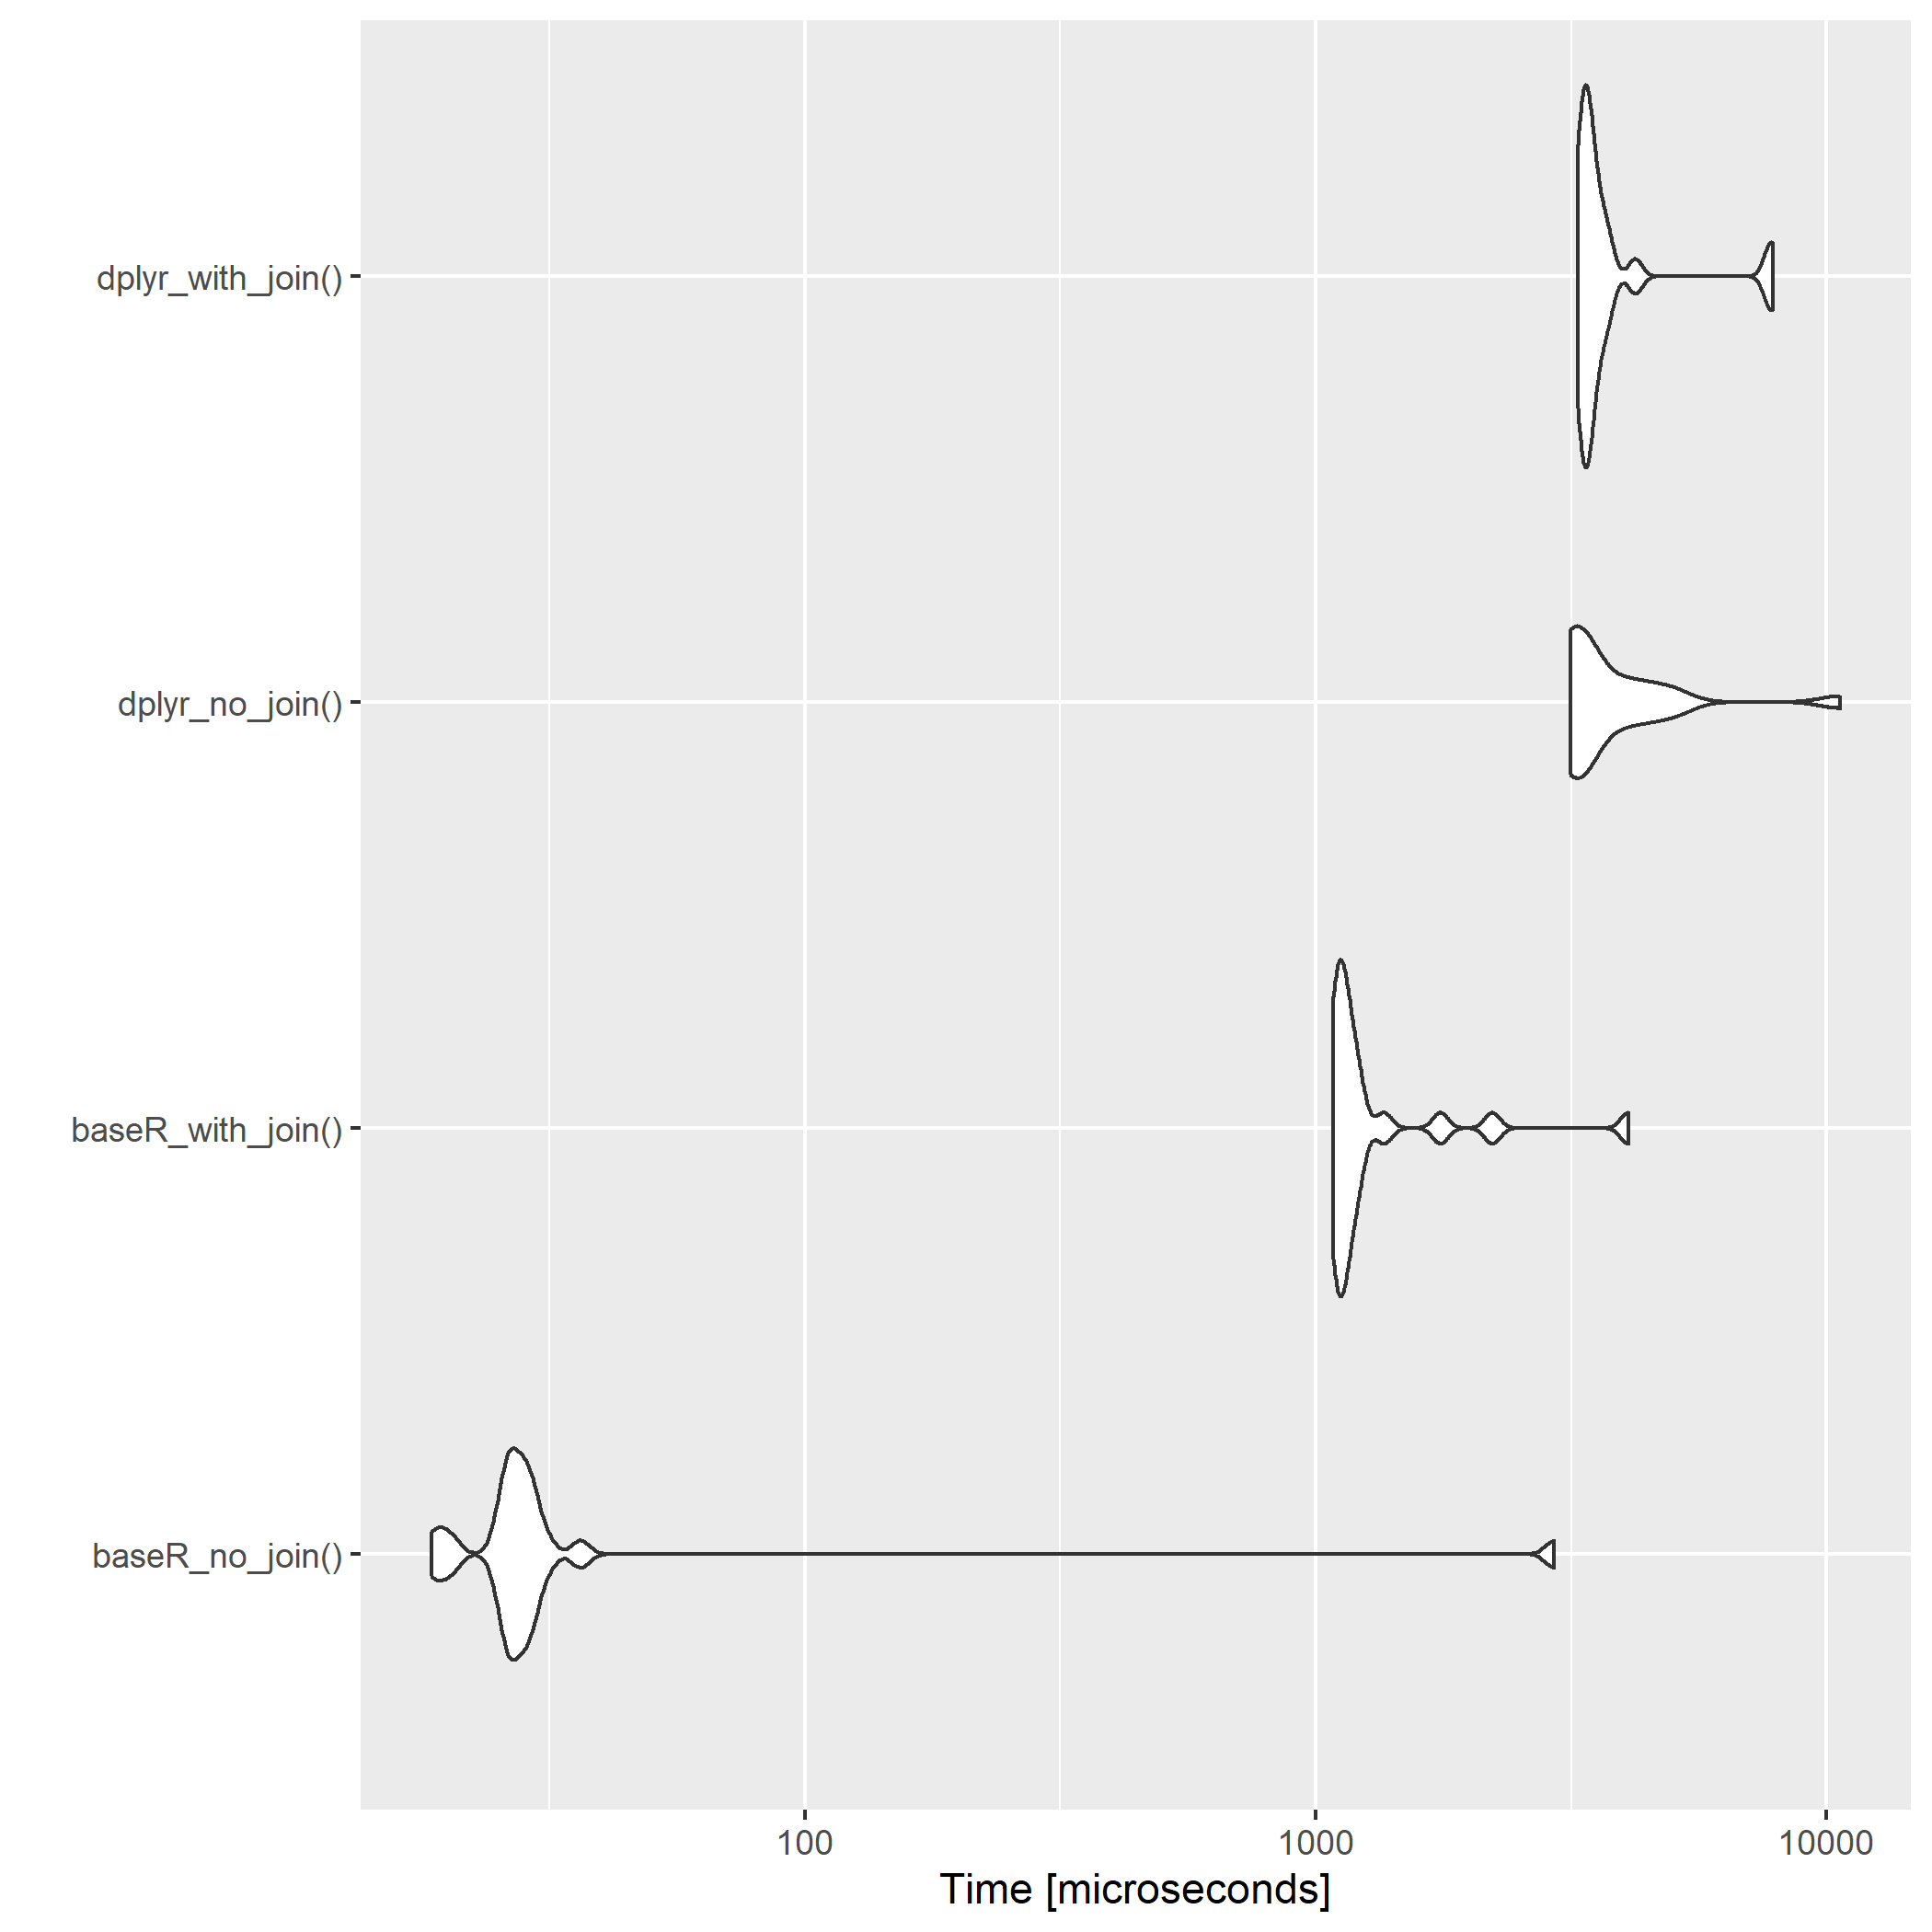 dplyr_with_join()
dplyr_no_join()
baseR_with_join()
baseR_no_join()
100 1000 10000
Time [microseconds]